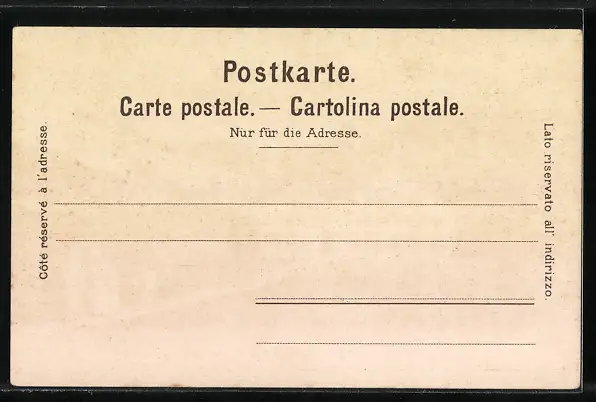 Postkarte.
Carte postale. — Cartolina postale.
Nur für die Adresse.
Côté réservé à l'adresse.
Lato riservato all' indirizzo.